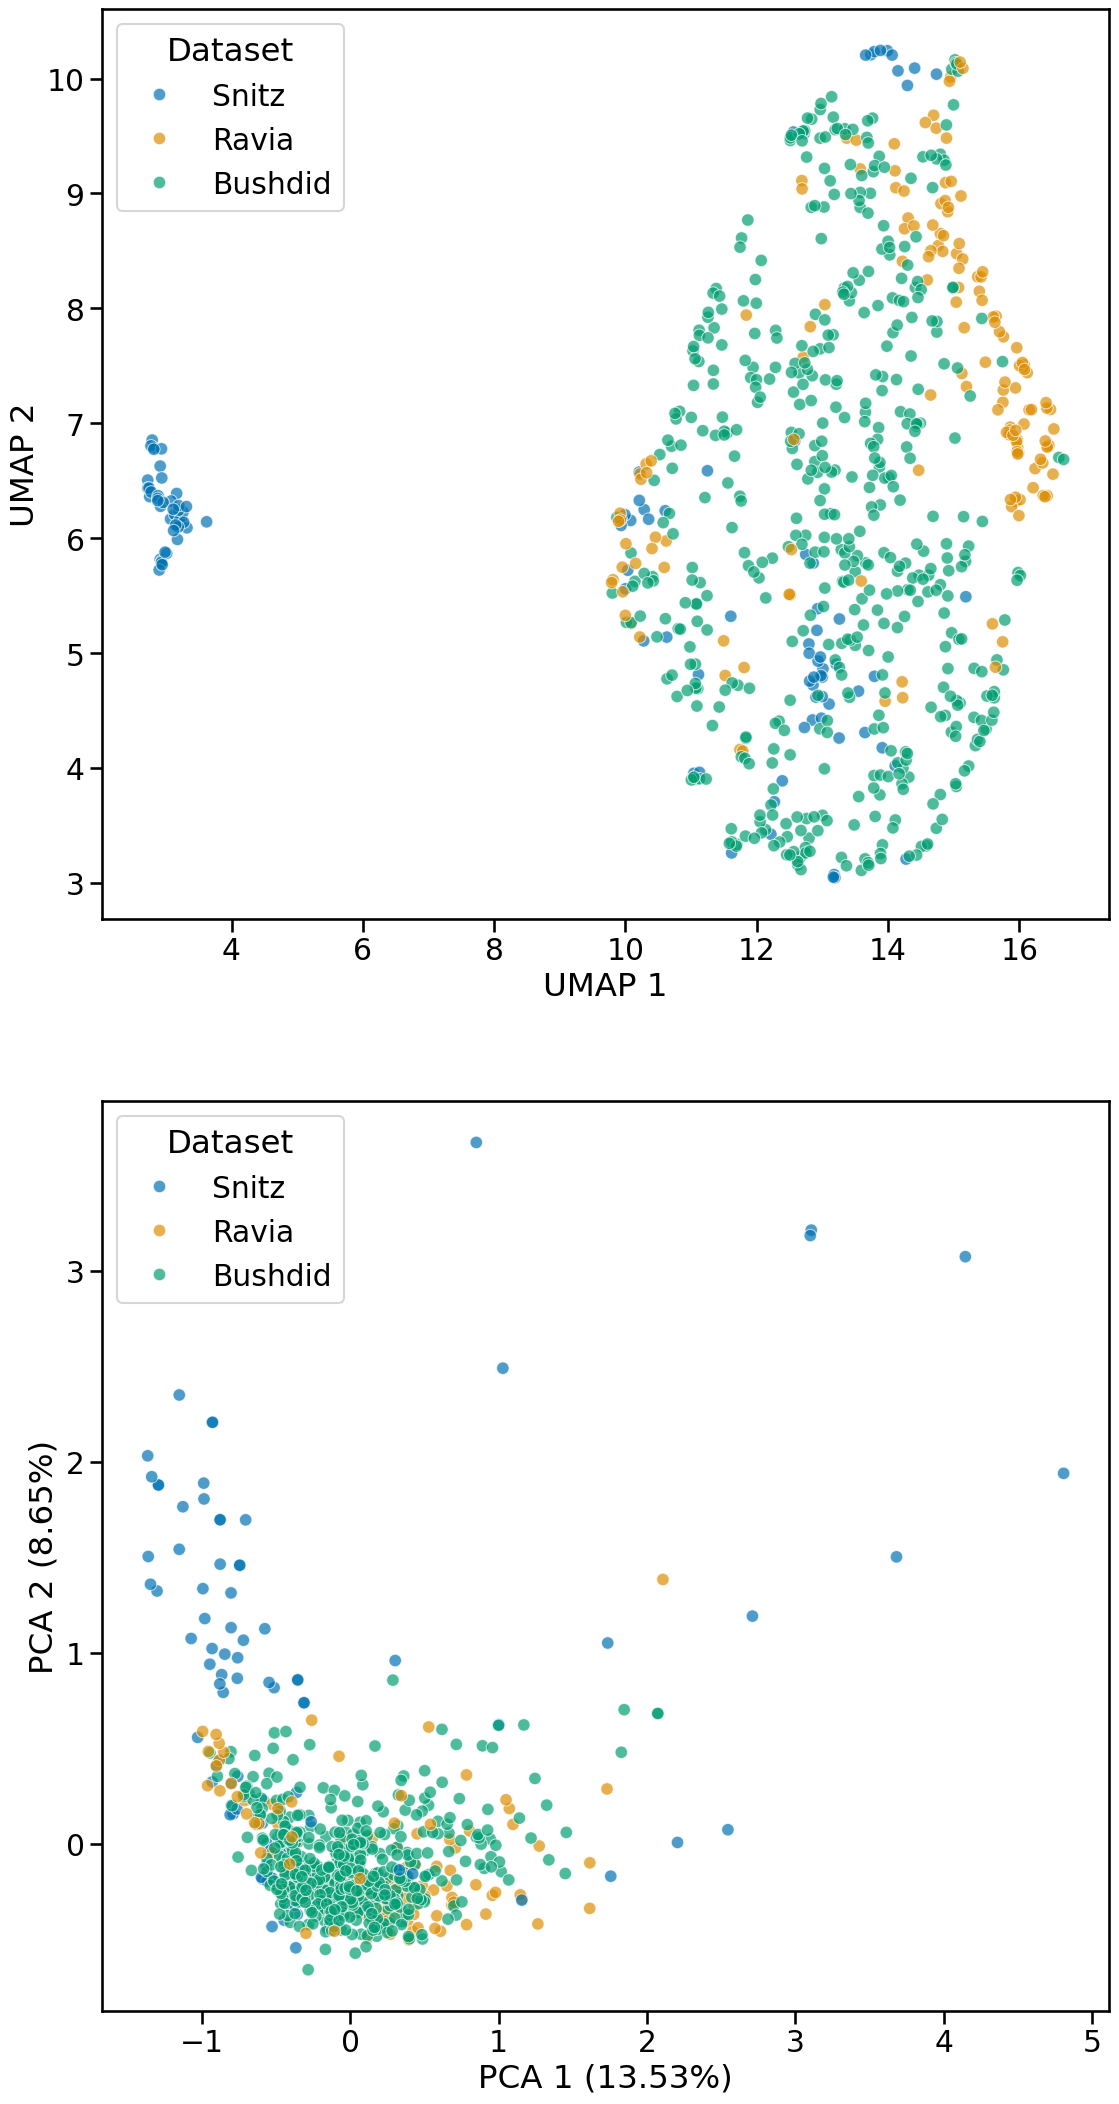 Dataset
Snitz
Ravia
Bushdid
10
9
8
7
6
5
4
3
UMAP 2
4 6 8 10 12 14 16
UMAP 1
Dataset
Snitz
Ravia
Bushdid
3
2
1
0
PCA 2 (8.65%)
−1 0 1 2 3 4 5
PCA 1 (13.53%)